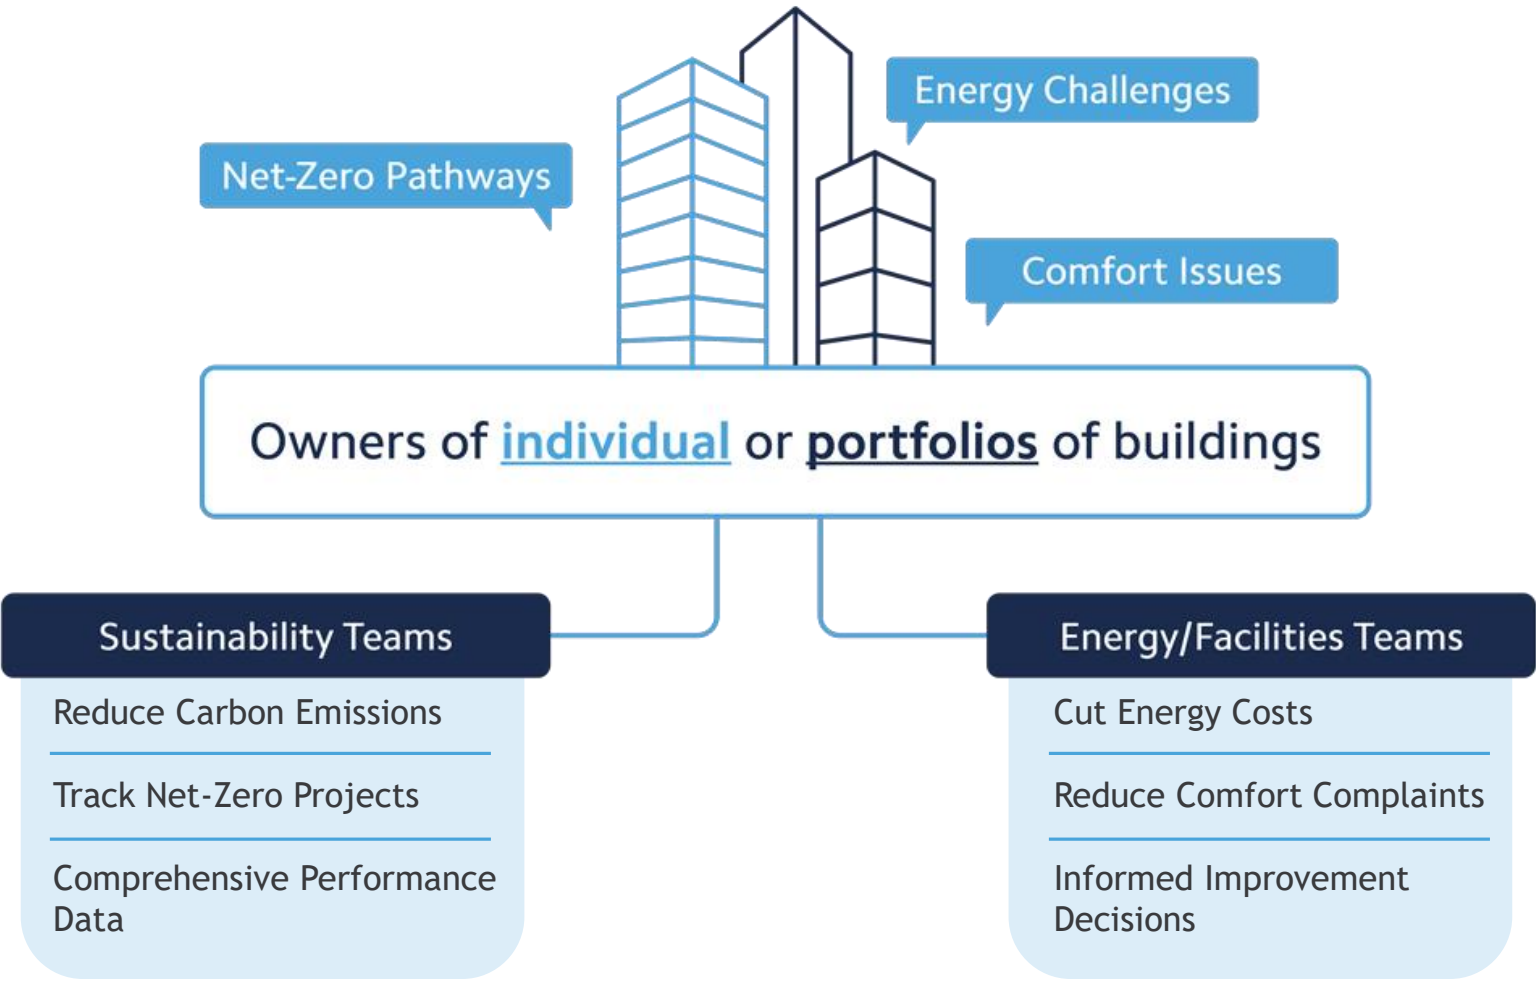 Energy Challenges
Net-Zero Pathways
Comfort Issues
Owners of individual or portfolios of buildings
Sustainability Teams
Reduce Carbon Emissions
Track Net-Zero Projects
Comprehensive Performance
Data
Energy/Facilities Teams
Cut Energy Costs
Reduce Comfort Complaints
Informed Improvement
Decisions